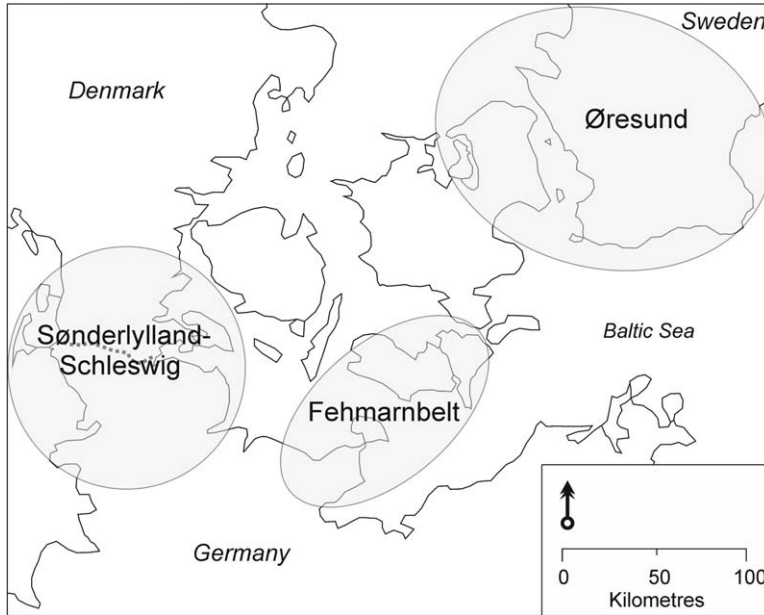 Sweden
Denmark
Øresund
Sønderlylland-
Schleswig
Baltic Sea
Fehmarnbelt
Germany
0 50 100
Kilometres